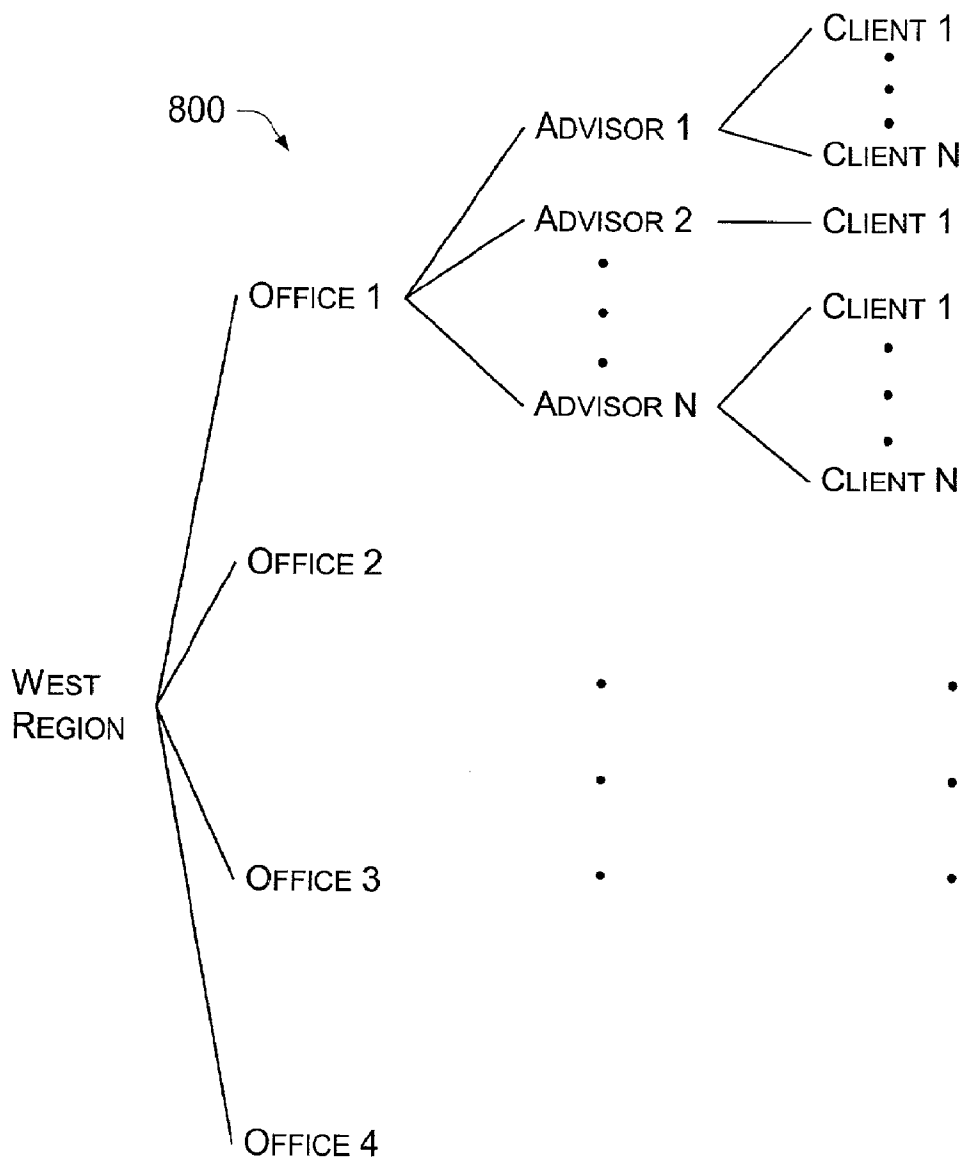 CLIENT 1
800
ADVISOR 1
CLIENT N
ADVISOR 2
CLIENT 1
OFFICE 1
CLIENT 1
ADVISOR N
CLIENT N
OFFICE 2
WEST
REGION
OFFICE 3
OFFICE 4